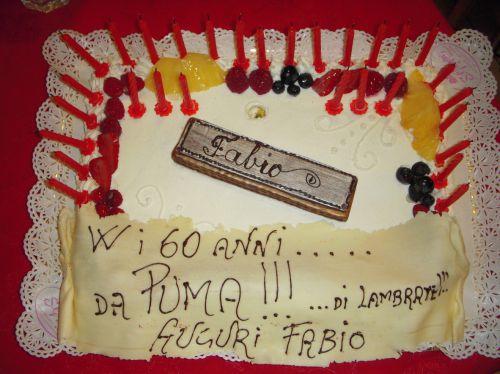 Fabio
W i 60 ANNI.....
DA PUMA!!! ...DI LAMBRATE!!
AUGURI FABIO